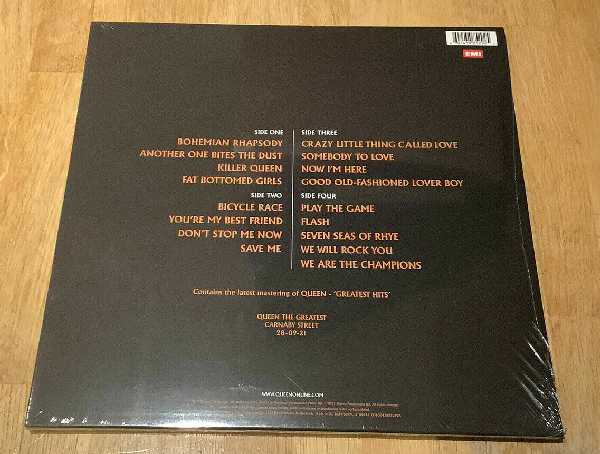 EMI
SIDE ONE
BOHEMIAN RHAPSODY
ANOTHER ONE BITES THE DUST
KILLER QUEEN
FAT BOTTOMED GIRLS
SIDE TWO
BICYCLE RACE
YOU'RE MY BEST FRIEND
DON'T STOP ME NOW
SAVE ME
SIDE THREE
CRAZY LITTLE THING CALLED LOVE
SOMEBODY TO LOVE
NOW I'M HERE
GOOD OLD-FASHIONED LOVER BOY
SIDE FOUR
PLAY THE GAME
FLASH
SEVEN SEAS OF RHYE
WE WILL ROCK YOU
WE ARE THE CHAMPIONS
Contains the latest mastering of QUEEN - 'GREATEST HITS'
QUEEN THE GREATEST
CARNABY STREET
28-09-21
WWW.QUEENONLINE.COM